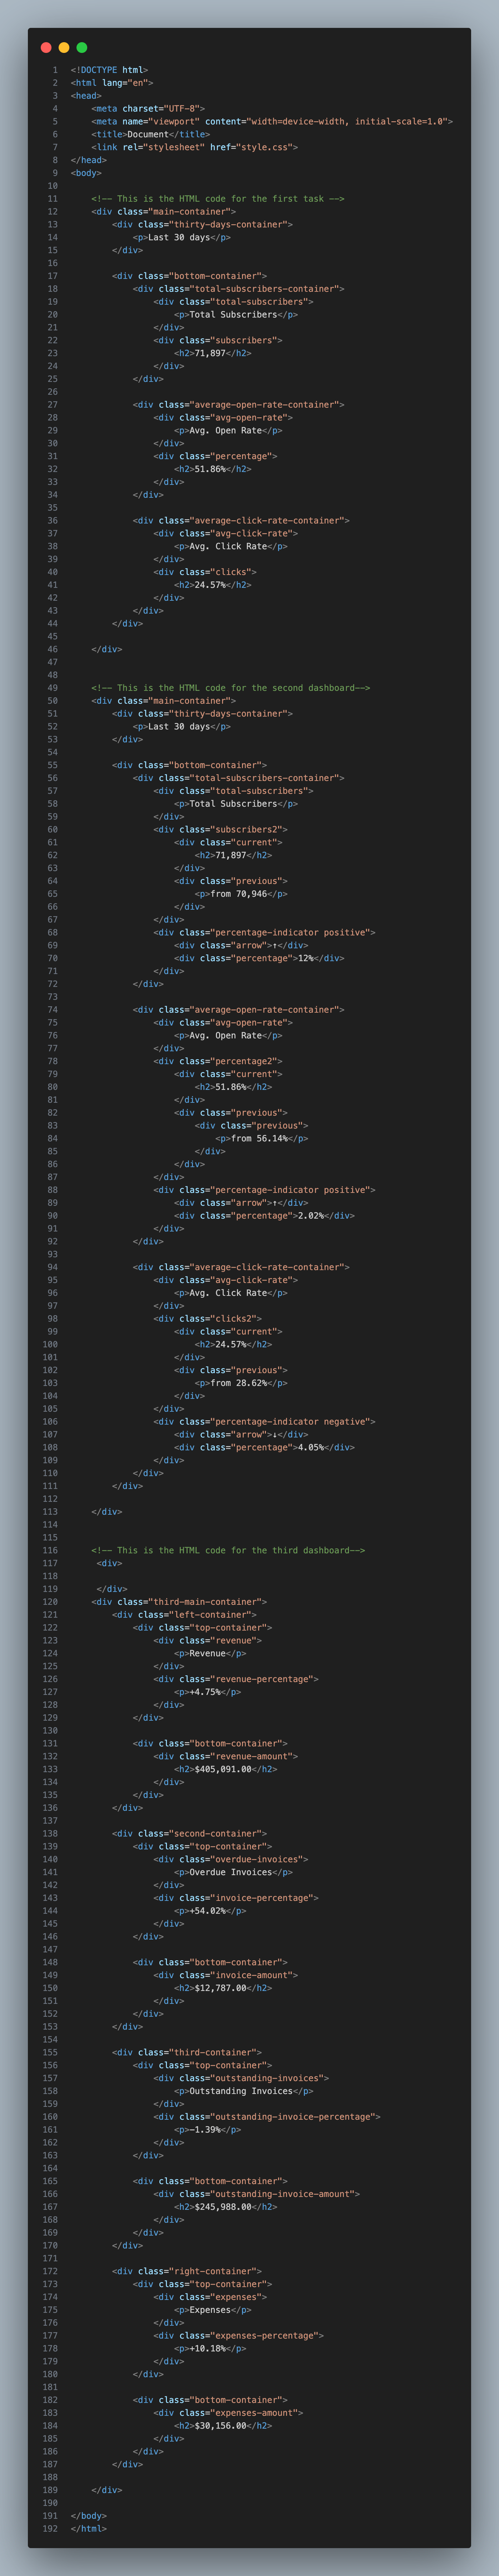 1 <!DOCTYPE html>
2 <html lang="en">
3 <head>
4     <meta charset="UTF-8">
5     <meta name="viewport" content="width=device-width, initial-scale=1.0">
6     <title>Document</title>
7     <link rel="stylesheet" href="style.css">
8 </head>
9 <body>
10
11     <!-- This is the HTML code for the first task -->
12     <div class="main-container">
13         <div class="thirty-days-container">
14             <p>Last 30 days</p>
15         </div>
16
17         <div class="bottom-container">
18             <div class="total-subscribers-container">
19                 <div class="total-subscribers">
20                     <p>Total Subscribers</p>
21                 </div>
22                 <div class="subscribers">
23                     <h2>71,897</h2>
24                 </div>
25             </div>
26
27             <div class="average-open-rate-container">
28                 <div class="avg-open-rate">
29                     <p>Avg. Open Rate</p>
30                 </div>
31                 <div class="percentage">
32                     <h2>51.86%</h2>
33                 </div>
34             </div>
35
36             <div class="average-click-rate-container">
37                 <div class="avg-click-rate">
38                     <p>Avg. Click Rate</p>
39                 </div>
40                 <div class="clicks">
41                     <h2>24.57%</h2>
42                 </div>
43             </div>
44         </div>
45
46     </div>
47
48
49     <!-- This is the HTML code for the second dashboard-->
50     <div class="main-container">
51         <div class="thirty-days-container">
52             <p>Last 30 days</p>
53         </div>
54
55         <div class="bottom-container">
56             <div class="total-subscribers-container">
57                 <div class="total-subscribers">
58                     <p>Total Subscribers</p>
59                 </div>
60                 <div class="subscribers2">
61                     <div class="current">
62                         <h2>71,897</h2>
63                     </div>
64                     <div class="previous">
65                         <p>from 70,946</p>
66                     </div>
67                 </div>
68                 <div class="percentage-indicator positive">
69                     <div class="arrow">↑</div>
70                     <div class="percentage">12%</div>
71                 </div>
72             </div>
73
74             <div class="average-open-rate-container">
75                 <div class="avg-open-rate">
76                     <p>Avg. Open Rate</p>
77                 </div>
78                 <div class="percentage2">
79                     <div class="current">
80                         <h2>51.86%</h2>
81                     </div>
82                     <div class="previous">
83                         <div class="previous">
84                             <p>from 56.14%</p>
85                         </div>
86                     </div>
87                 </div>
88                 <div class="percentage-indicator positive">
89                     <div class="arrow">↑</div>
90                     <div class="percentage">2.02%</div>
91                 </div>
92             </div>
93
94             <div class="average-click-rate-container">
95                 <div class="avg-click-rate">
96                     <p>Avg. Click Rate</p>
97                 </div>
98                 <div class="clicks2">
99                     <div class="current">
100                         <h2>24.57%</h2>
101                     </div>
102                     <div class="previous">
103                         <p>from 28.62%</p>
104                     </div>
105                 </div>
106                 <div class="percentage-indicator negative">
107                     <div class="arrow">↓</div>
108                     <div class="percentage">4.05%</div>
109                 </div>
110             </div>
111         </div>
112
113     </div>
114
115
116     <!-- This is the HTML code for the third dashboard-->
117      <div>
118
119      </div>
120     <div class="third-main-container">
121         <div class="left-container">
122             <div class="top-container">
123                 <div class="revenue">
124                     <p>Revenue</p>
125                 </div>
126                 <div class="revenue-percentage">
127                     <p>+4.75%</p>
128                 </div>
129             </div>
130
131             <div class="bottom-container">
132                 <div class="revenue-amount">
133                     <h2>$405,091.00</h2>
134                 </div>
135             </div>
136         </div>
137
138         <div class="second-container">
139             <div class="top-container">
140                 <div class="overdue-invoices">
141                     <p>Overdue Invoices</p>
142                 </div>
143                 <div class="invoice-percentage">
144                     <p>+54.02%</p>
145                 </div>
146             </div>
147
148             <div class="bottom-container">
149                 <div class="invoice-amount">
150                     <h2>$12,787.00</h2>
151                 </div>
152             </div>
153         </div>
154
155         <div class="third-container">
156             <div class="top-container">
157                 <div class="outstanding-invoices">
158                     <p>Outstanding Invoices</p>
159                 </div>
160                 <div class="outstanding-invoice-percentage">
161                     <p>-1.39%</p>
162                 </div>
163             </div>
164
165             <div class="bottom-container">
166                 <div class="outstanding-invoice-amount">
167                     <h2>$245,988.00</h2>
168                 </div>
169             </div>
170         </div>
171
172         <div class="right-container">
173             <div class="top-container">
174                 <div class="expenses">
175                     <p>Expenses</p>
176                 </div>
177                 <div class="expenses-percentage">
178                     <p>+10.18%</p>
179                 </div>
180             </div>
181
182             <div class="bottom-container">
183                 <div class="expenses-amount">
184                     <h2>$30,156.00</h2>
185                 </div>
186             </div>
187         </div>
188
189     </div>
190
191 </body>
192 </html>